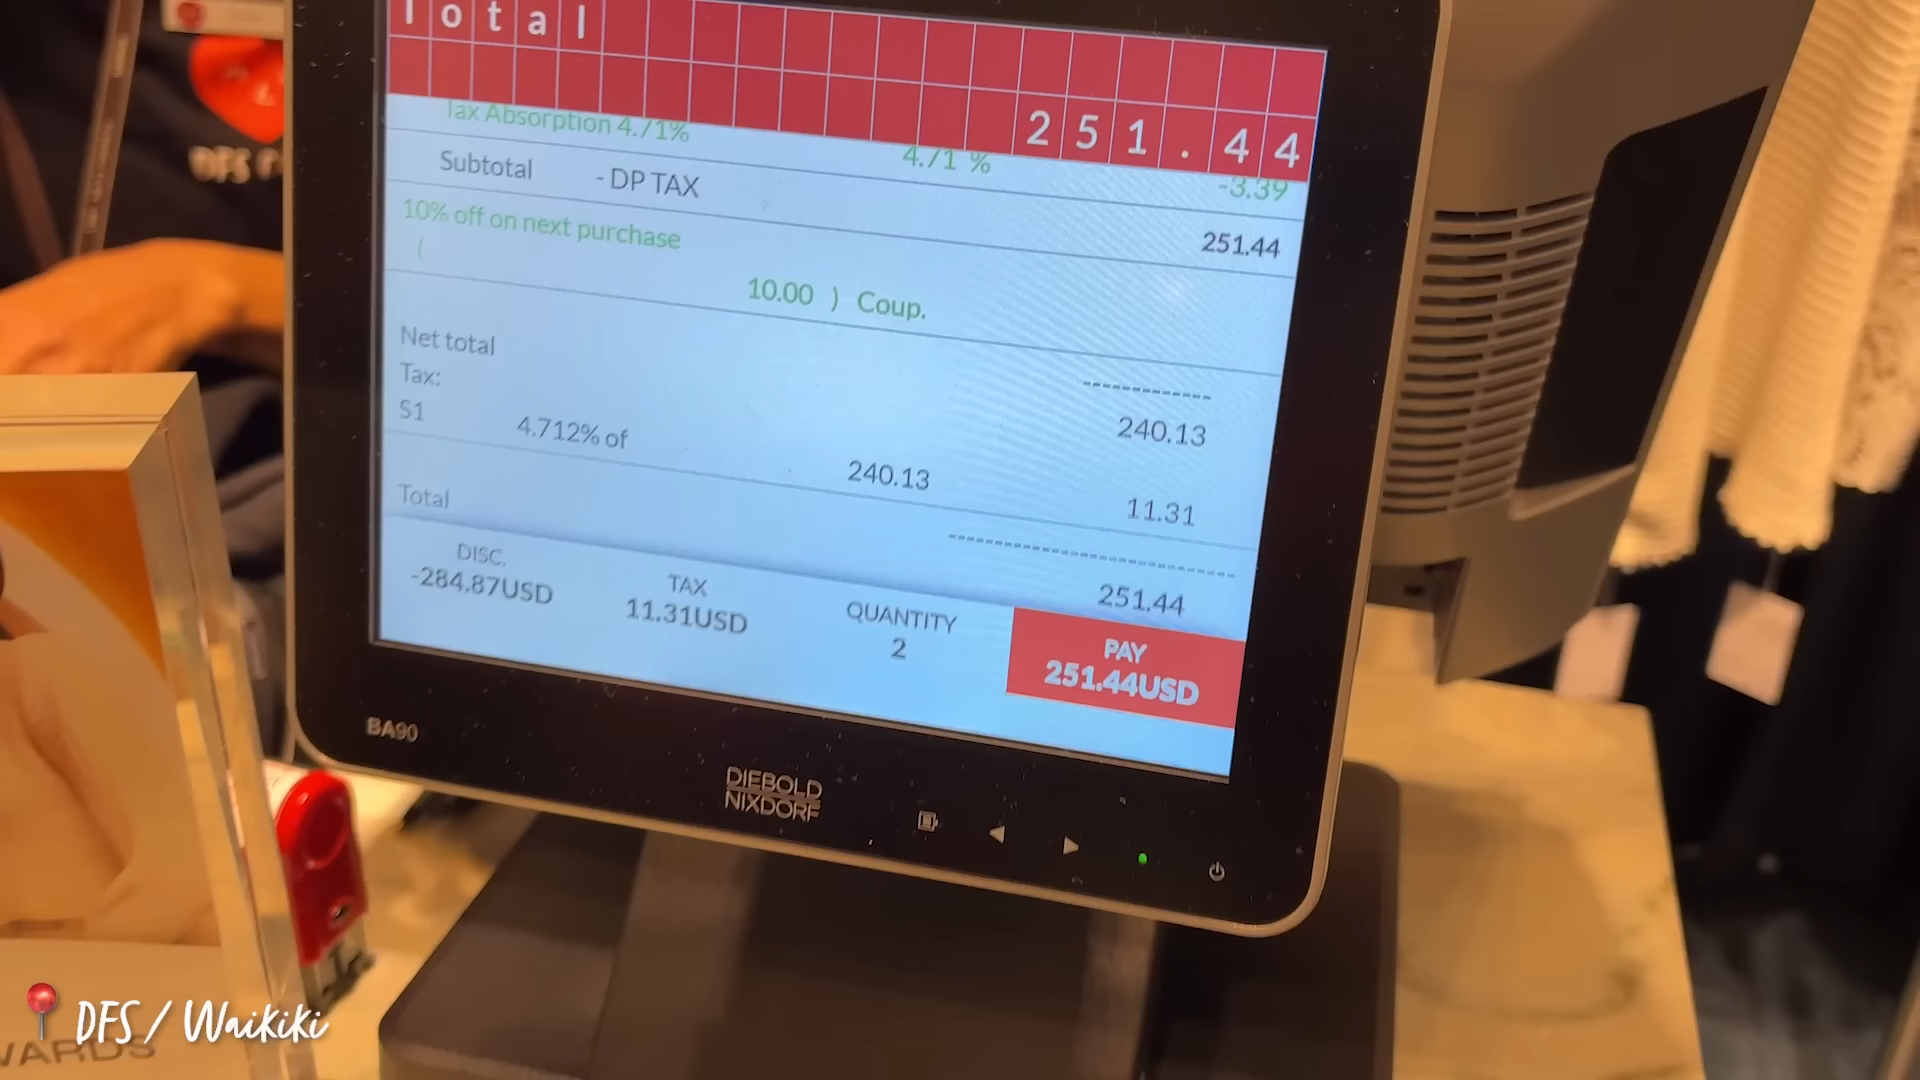 Total
251.44
Tax Absorption 4.71%
4.71 %
-3.39
Subtotal - DP TAX
251.44
10% off on next purchase
( 10.00 ) Coup.
Net total
------------
240.13
Tax:
S1 4.712% of 240.13 11.31
Total
251.44
DISC.
-284.87USD
TAX
11.31USD
QUANTITY
2
PAY
251.44USD
BA90
DIEBOLD
NIXDORF
DFS
DFS / Waikiki